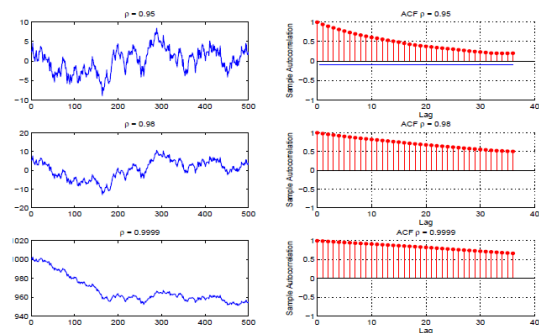 ρ = 0.95
10
5
0
-5
-10
0 100 200 300 400 500
ACF ρ = 0.95
Sample Autocorrelation
1
0.5
0
-0.5
-1
0 10 20 30 40
Lag
ρ = 0.98
20
10
0
-10
-20
0 100 200 300 400 500
ACF ρ = 0.98
Sample Autocorrelation
1
0.5
0
-0.5
-1
0 10 20 30 40
Lag
ρ = 0.9999
1020
1000
980
960
940
0 100 200 300 400 500
ACF ρ = 0.9999
Sample Autocorrelation
1
0.5
0
-0.5
-1
0 10 20 30 40
Lag